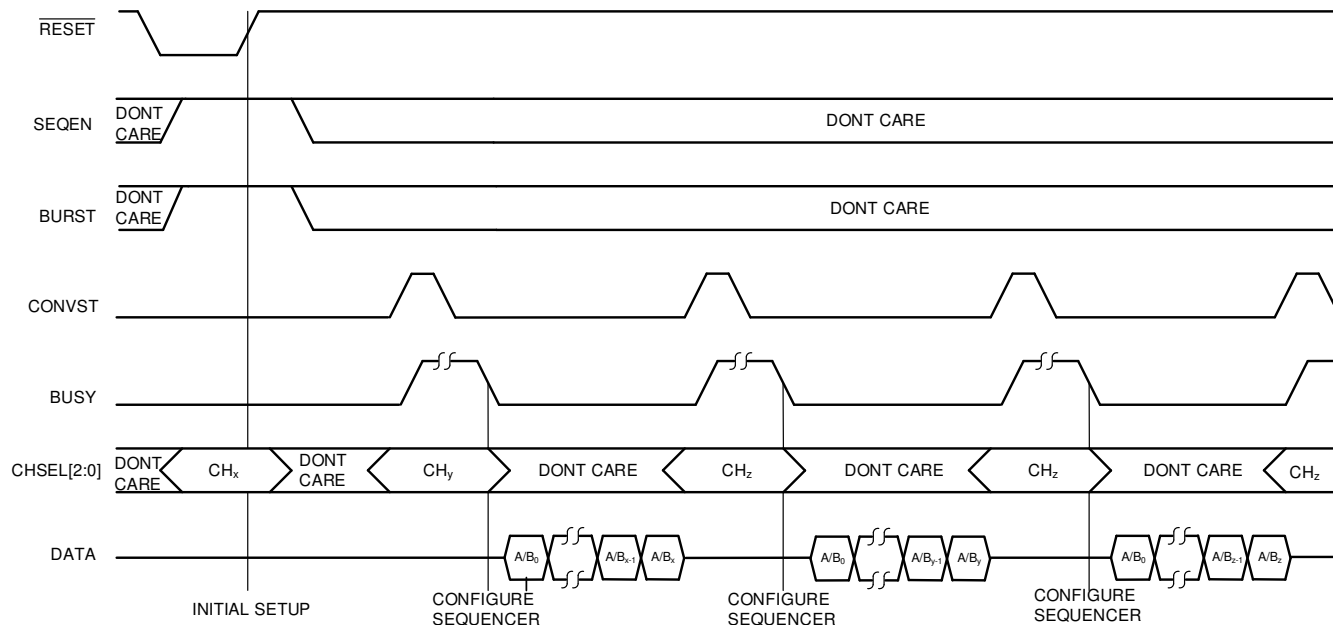 RESET
DONT
CARE
SEQEN
DONT CARE
DONT
CARE
BURST
DONT CARE
CONVST
BUSY
CHSEL[2:0]
DONT
CARE
CHx
DONT
CARE
CHy
DONT CARE
CHz
DONT CARE
CHz
DONT CARE
CHz
DATA
A/B0
A/Bx-1
A/Bx
A/B0
A/By-1
A/By
A/B0
A/Bz-1
A/Bz
INITIAL SETUP
CONFIGURE
SEQUENCER
CONFIGURE
SEQUENCER
CONFIGURE
SEQUENCER